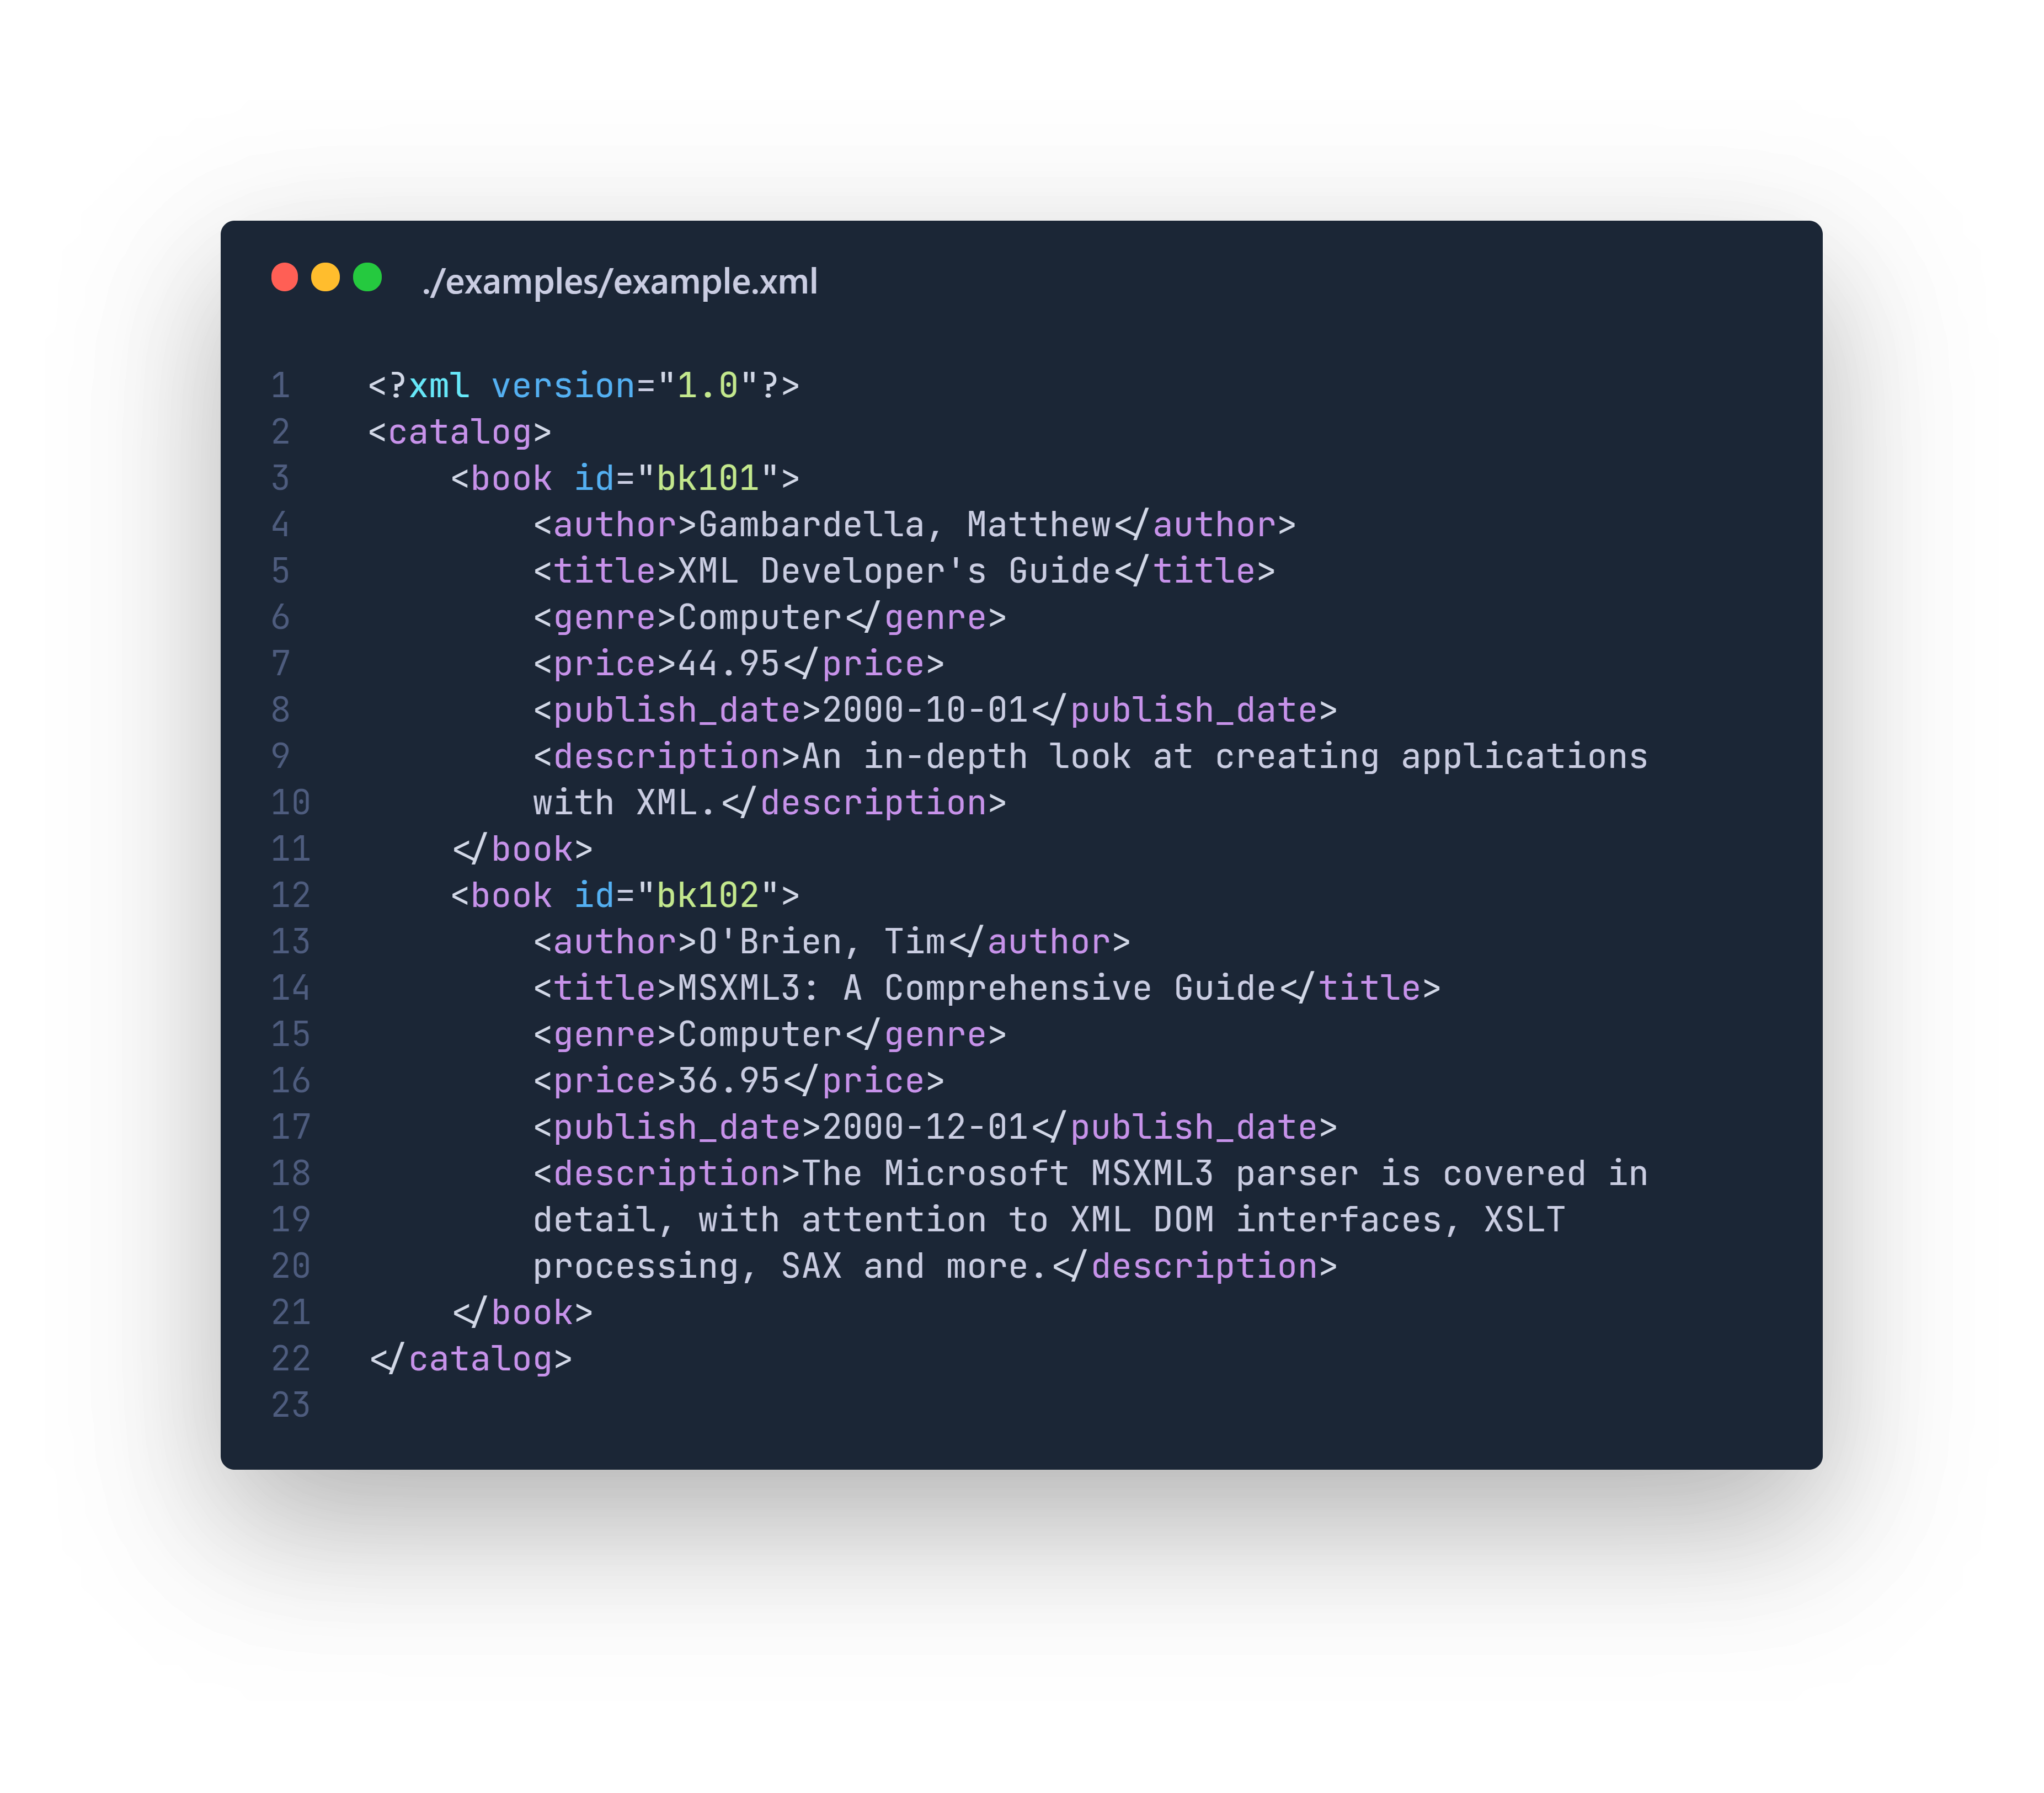 ./examples/example.xml
1 <?xml version="1.0"?>
2 <catalog>
3     <book id="bk101">
4         <author>Gambardella, Matthew</author>
5         <title>XML Developer's Guide</title>
6         <genre>Computer</genre>
7         <price>44.95</price>
8         <publish_date>2000-10-01</publish_date>
9         <description>An in-depth look at creating applications
10         with XML.</description>
11     </book>
12     <book id="bk102">
13         <author>O'Brien, Tim</author>
14         <title>MSXML3: A Comprehensive Guide</title>
15         <genre>Computer</genre>
16         <price>36.95</price>
17         <publish_date>2000-12-01</publish_date>
18         <description>The Microsoft MSXML3 parser is covered in
19         detail, with attention to XML DOM interfaces, XSLT
20         processing, SAX and more.</description>
21     </book>
22 </catalog>
23